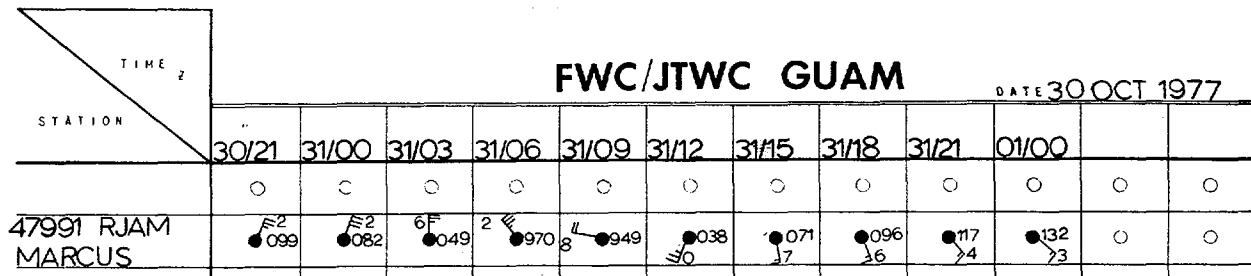 TIME Z
FWC/JTWC GUAM
DATE 30 OCT 1977
STATION
30/21 31/00 31/03 31/06 31/09 31/12 31/15 31/18 31/21 01/00
47991 RJAM
MARCUS
2 099 2 082 6 049 2 970 8 949 0 038 7 071 6 096 4 117 3 132